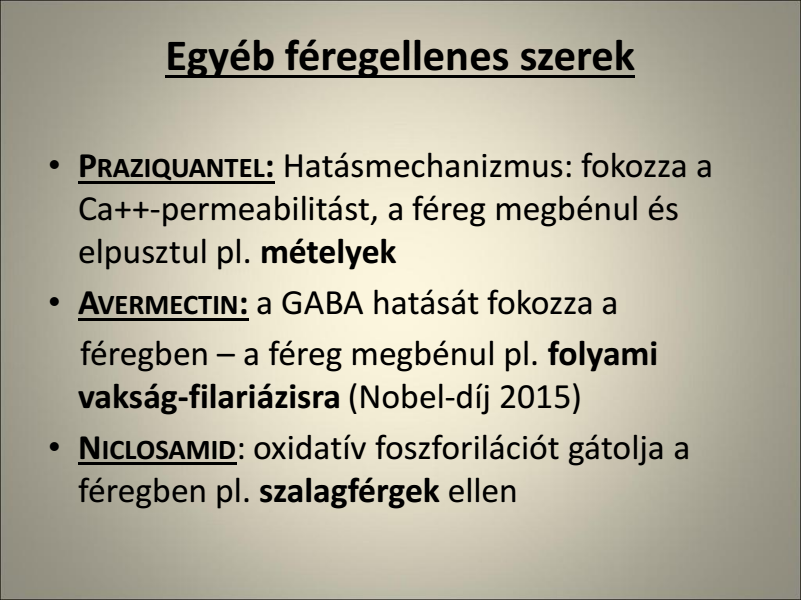 Egyéb féregellenes szerek
• PRAZIQUANTEL: Hatásmechanizmus: fokozza a
Ca++-permeabilitást, a féreg megbénul és
elpusztul pl. mételyek
• AVERMECTIN: a GABA hatását fokozza a
féregben – a féreg megbénul pl. folyami
vakság-filariázisra (Nobel-díj 2015)
• NICLOSAMID: oxidatív foszforilációt gátolja a
féregben pl. szalagférgek ellen